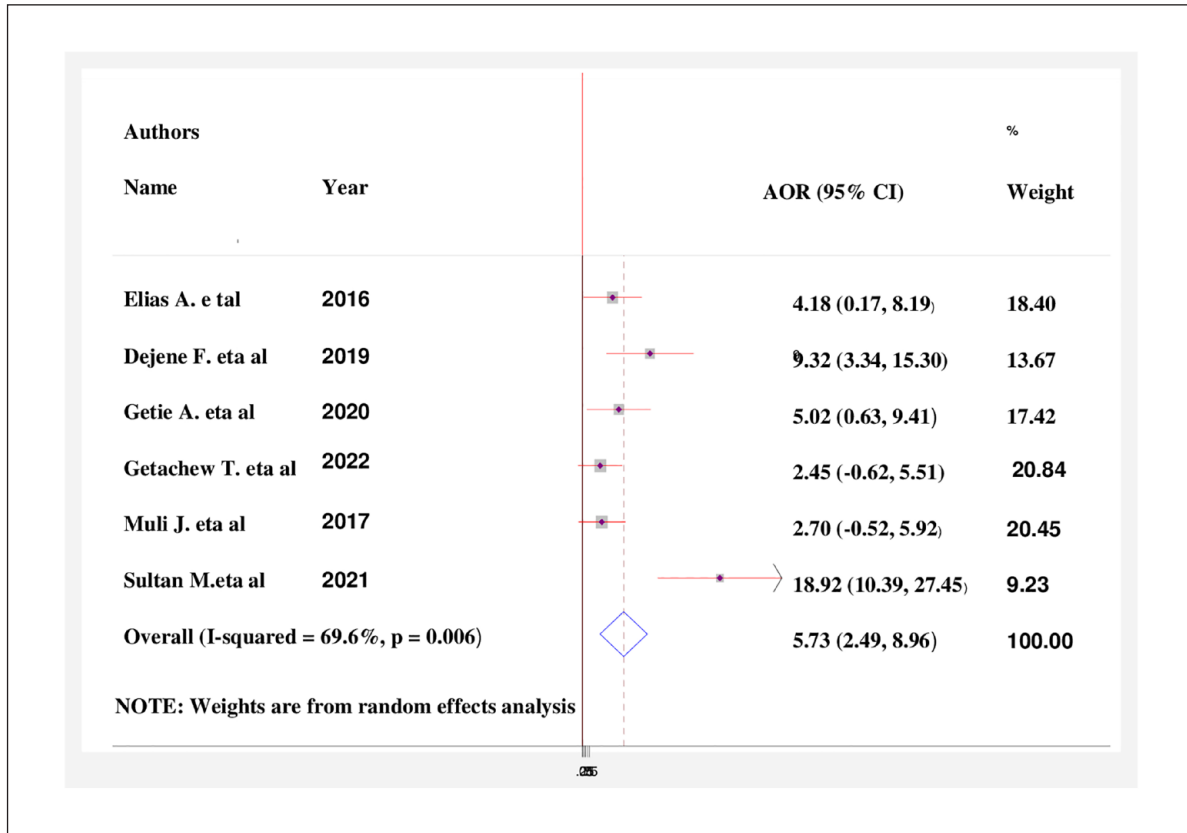 Authors %
Name Year AOR (95% CI) Weight
Elias A. e tal 2016 4.18 (0.17, 8.19) 18.40
Dejene F. eta al 2019 9.32 (3.34, 15.30) 13.67
Getie A. eta al 2020 5.02 (0.63, 9.41) 17.42
Getachew T. eta al 2022 2.45 (-0.62, 5.51) 20.84
Muli J. eta al 2017 2.70 (-0.52, 5.92) 20.45
Sultan M.eta al 2021 18.92 (10.39, 27.45) 9.23
Overall (I-squared = 69.6%, p = 0.006) 5.73 (2.49, 8.96) 100.00
NOTE: Weights are from random effects analysis